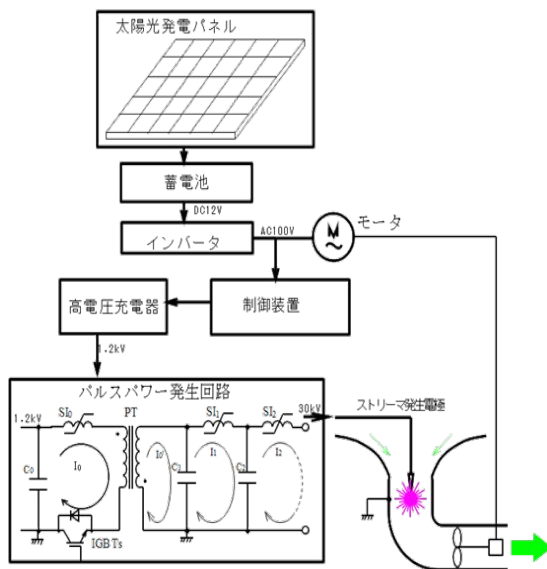 太陽光発電パネル
蓄電池
DC12V
インバータ
AC100V
M
モータ
高電圧充電器
制御装置
1.2kV
パルスパワー発生回路
1.2kV
SI₀
PT
SI₁
SI₂
30kV
ストリーマ発生電極
C₀
I₀
I₀'
C₁
I₁
C₂
I₂
IGBTs